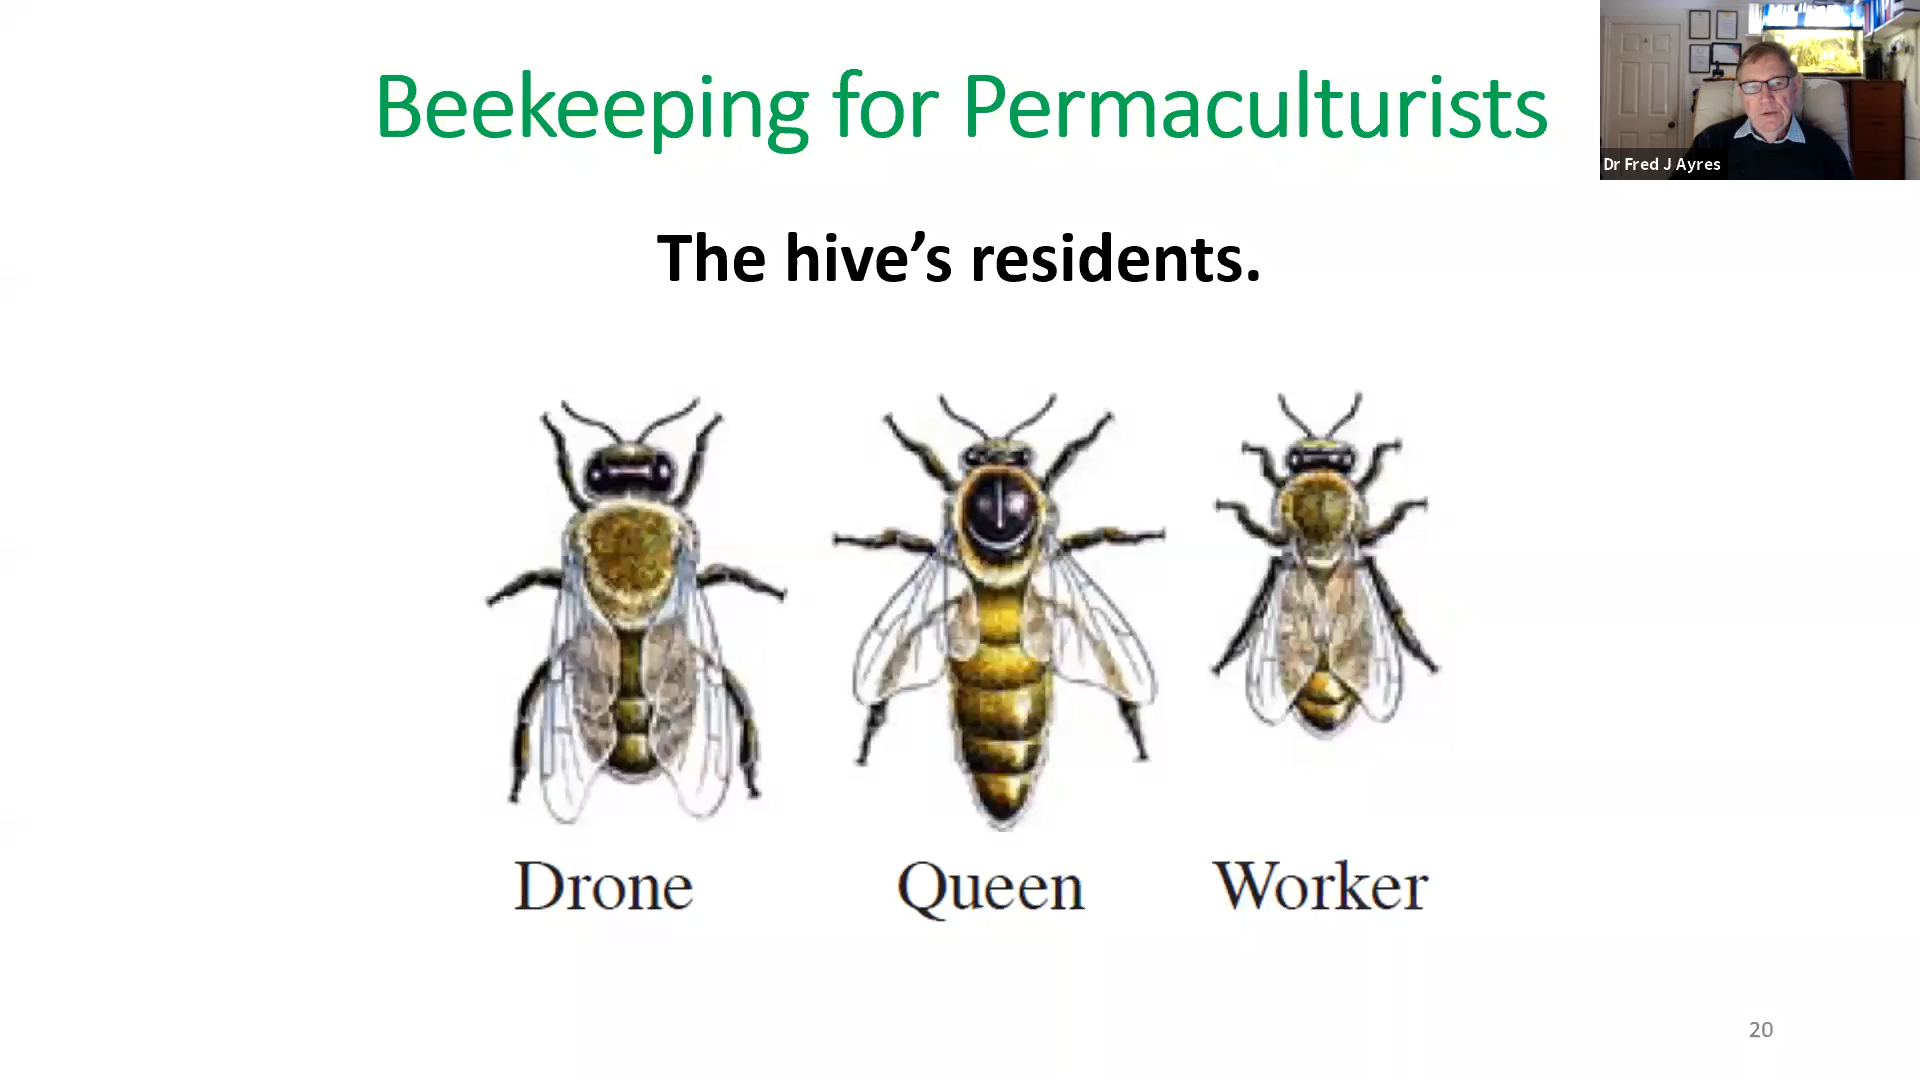 Beekeeping for Permaculturists
Dr Fred J Ayres
The hive’s residents.
Drone Queen Worker
20